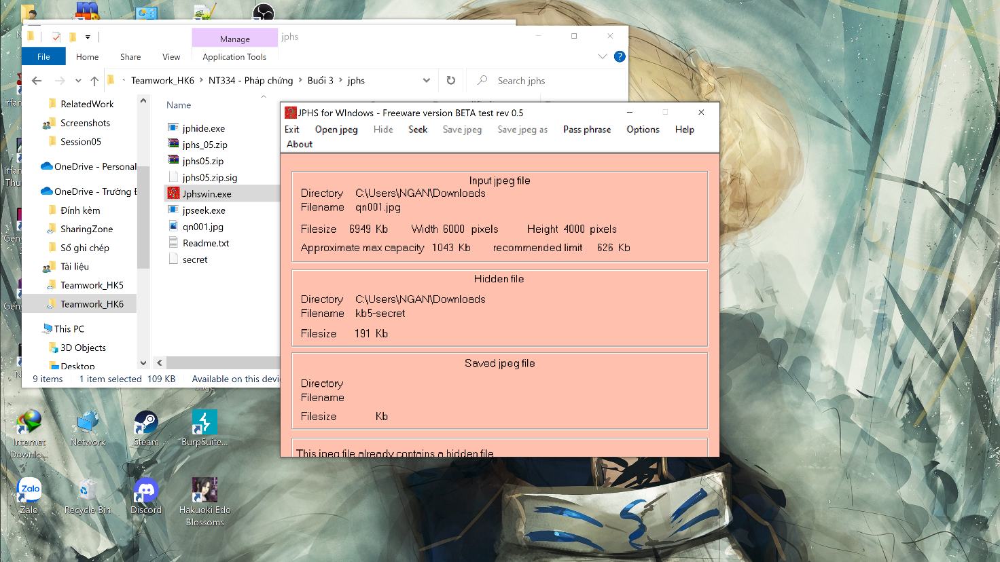 Manage
jphs
File
Home
Share
View
Application Tools
?
Teamwork_HK6 > NT334 - Pháp chứng > Buổi 3 > jphs
Search jphs
RelatedWork
Screenshots
Session05
OneDrive - Personal
OneDrive - Trường
Đính kèm
SharingZone
Sổ ghi chép
Tài liệu
Teamwork_HK5
Teamwork_HK6
This PC
3D Objects
Desktop
Name
jphide.exe
jphs_05.zip
jphs05.zip
jphs05.zip.sig
Jphswin.exe
jpseek.exe
qn001.jpg
Readme.txt
secret
9 items
1 item selected 109 KB
Available on this
JPHS for WIndows - Freeware version BETA test rev 0.5
Exit Open jpeg Hide Seek Save jpeg Save jpeg as Pass phrase Options Help
About
Input jpeg file
Directory C:\Users\NGAN\Downloads
Filename qn001.jpg
Filesize 6949 Kb Width 6000 pixels Height 4000 pixels
Approximate max capacity 1043 Kb recommended limit 626 Kb
Hidden file
Directory C:\Users\NGAN\Downloads
Filename kb5-secret
Filesize 191 Kb
Saved jpeg file
Directory
Filename
Filesize Kb
This jpeg file already contains a hidden file
Internet
Downlo...
Network
Steam
BurpSuite...
Zalo
Zalo
Recycle Bin
Discord
Hakuoki Edo
Blossoms